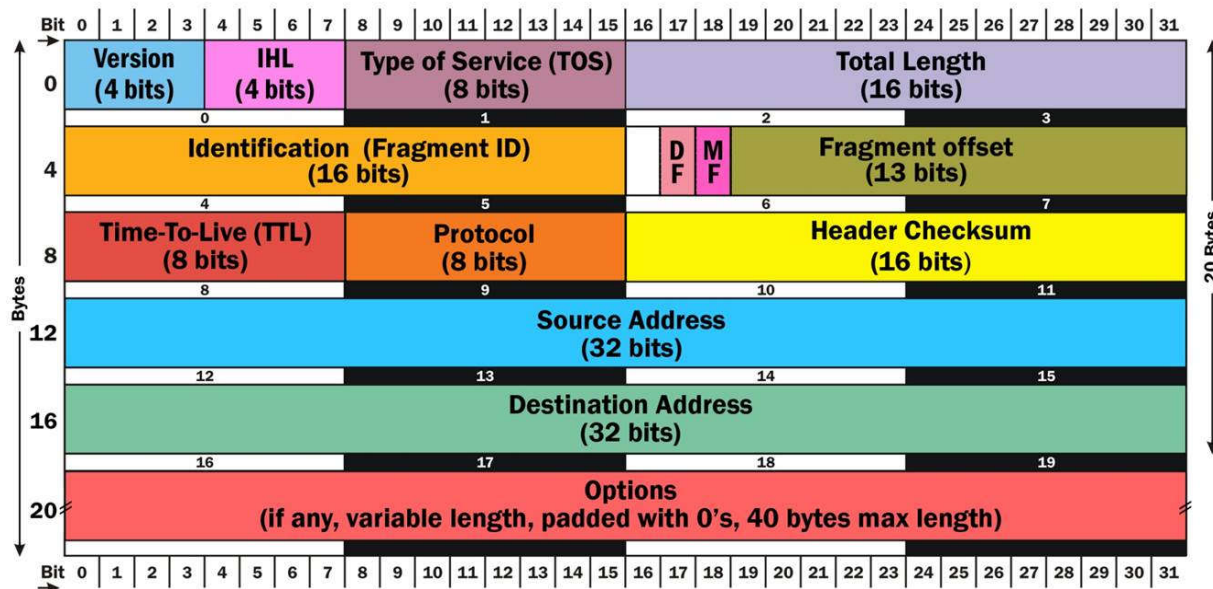 Bit 0 1 2 3 4 5 6 7 8 9 10 11 12 13 14 15 16 17 18 19 20 21 22 23 24 25 26 27 28 29 30 31
Version IHL Type of Service (TOS) Total Length
0 (4 bits) (4 bits) (8 bits) (16 bits)
0 1 2 3
Identification (Fragment ID) D M Fragment offset
4 (16 bits) F F (13 bits)
4 5 6 7
Time-To-Live (TTL) Protocol Header Checksum
8 (8 bits) (8 bits) (16 bits)
8 9 10 11
Bytes
20 Bytes
Source Address
12 (32 bits)
12 13 14 15
Destination Address
16 (32 bits)
16 17 18 19
Options
20 (if any, variable length, padded with 0's, 40 bytes max length)
Bit 0 1 2 3 4 5 6 7 8 9 10 11 12 13 14 15 16 17 18 19 20 21 22 23 24 25 26 27 28 29 30 31